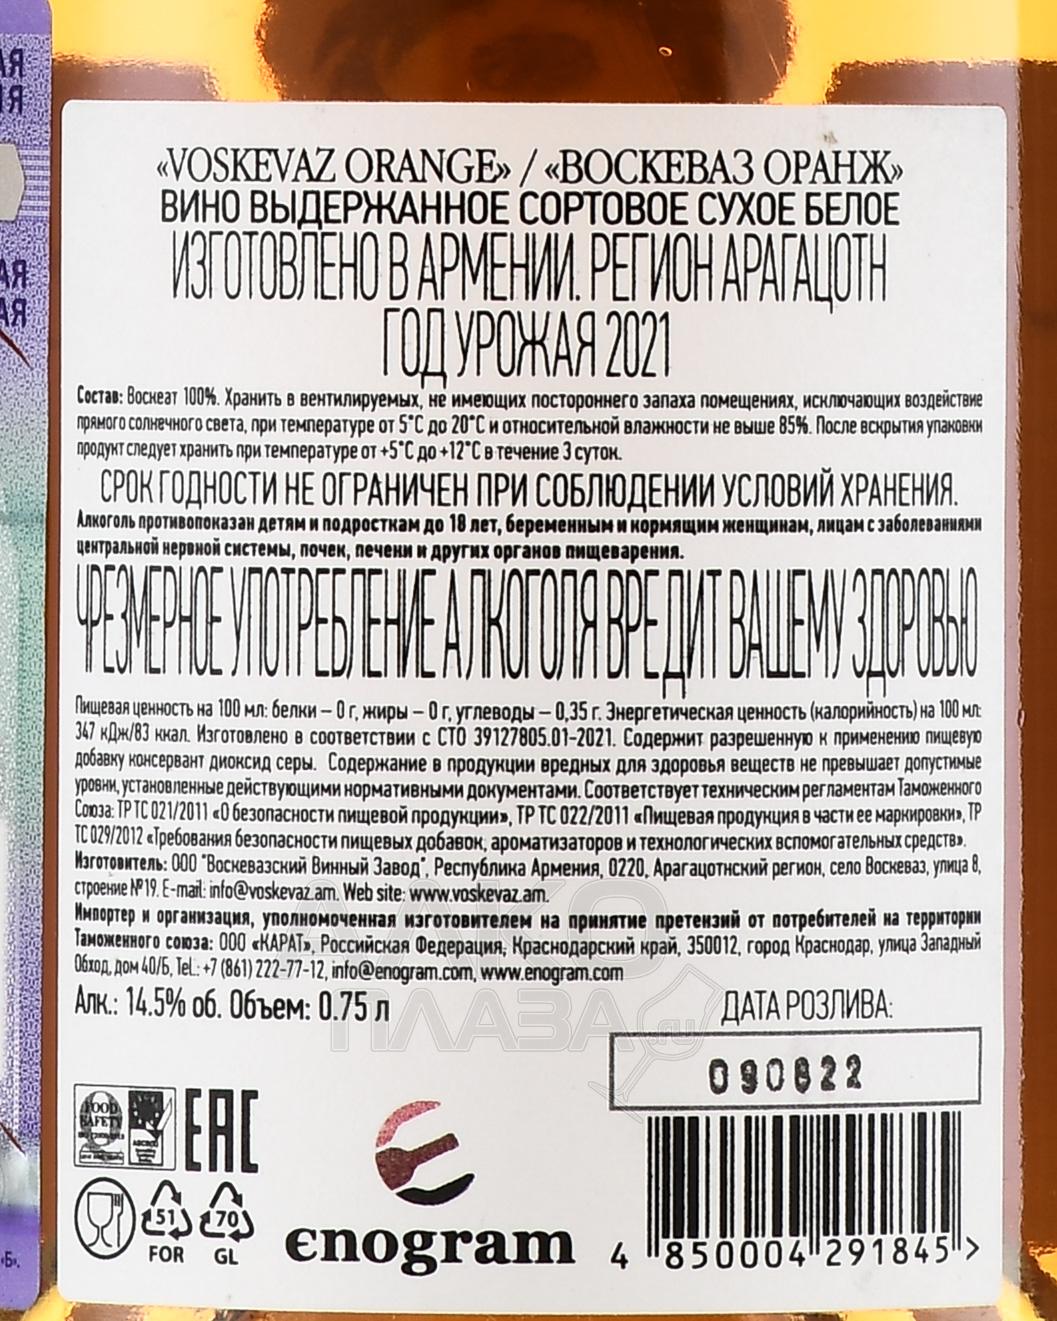 «VOSKEVAZ ORANGE» / «ВОСКЕВАЗ ОРАНЖ»
ВИНО ВЫДЕРЖАННОЕ СОРТОВОЕ СУХОЕ БЕЛОЕ
ИЗГОТОВЛЕНО В АРМЕНИИ. РЕГИОН АРАГАЦОТН
ГОД УРОЖАЯ 2021
Состав: Воскеат 100%. Хранить в вентилируемых, не имеющих постороннего запаха помещениях, исключающих воздействие
прямого солнечного света, при температуре от 5°C до 20°C и относительной влажности не выше 85%. После вскрытия упаковки
продукт следует хранить при температуре от +5°C до +12°C в течение 3 суток.
СРОК ГОДНОСТИ НЕ ОГРАНИЧЕН ПРИ СОБЛЮДЕНИИ УСЛОВИЙ ХРАНЕНИЯ.
Алкоголь противопоказан детям и подросткам до 18 лет, беременным и кормящим женщинам, лицам с заболеваниями
центральной нервной системы, почек, печени и других органов пищеварения.
ЧРЕЗМЕРНОЕ УПОТРЕБЛЕНИЕ АЛКОГОЛЯ ВРЕДИТ ВАШЕМУ ЗДОРОВЬЮ
Пищевая ценность на 100 мл: белки – 0 г, жиры – 0 г, углеводы – 0,35 г. Энергетическая ценность (калорийность) на 100 мл:
347 кДж/83 ккал. Изготовлено в соответствии с СТО 39127805.01-2021. Содержит разрешенную к применению пищевую
добавку консервант диоксид серы. Содержание в продукции вредных для здоровья веществ не превышает допустимые
уровни, установленные действующими нормативными документами. Соответствует техническим регламентам Таможенного
Союза: ТР ТС 021/2011 «О безопасности пищевой продукции», ТР ТС 022/2011 «Пищевая продукция в части ее маркировки», ТР
ТС 029/2012 «Требования безопасности пищевых добавок, ароматизаторов и технологических вспомогательных средств».
Изготовитель: ООО "Воскевазский Винный Завод", Республика Армения, 0220, Арагацотнский регион, село Воскеваз, улица 8,
строение №19. E-mail: info@voskevaz.am. Web site: www.voskevaz.am.
Импортер и организация, уполномоченная изготовителем на принятие претензий от потребителей на территории
Таможенного союза: ООО «КАРАТ», Российская Федерация, Краснодарский край, 350012, город Краснодар, улица Западный
Обход, дом 40/Б, Tel.: +7 (861) 222-77-12, info@enogram.com, www.enogram.com
Алк.: 14.5% об. Объем: 0.75 л
ДАТА РОЗЛИВА:
090822
АЛКО
ПЛАЗА.ru
FOOD
SAFETY
EAC
51
FOR
70
GL
enogram
4 850004 291845 >